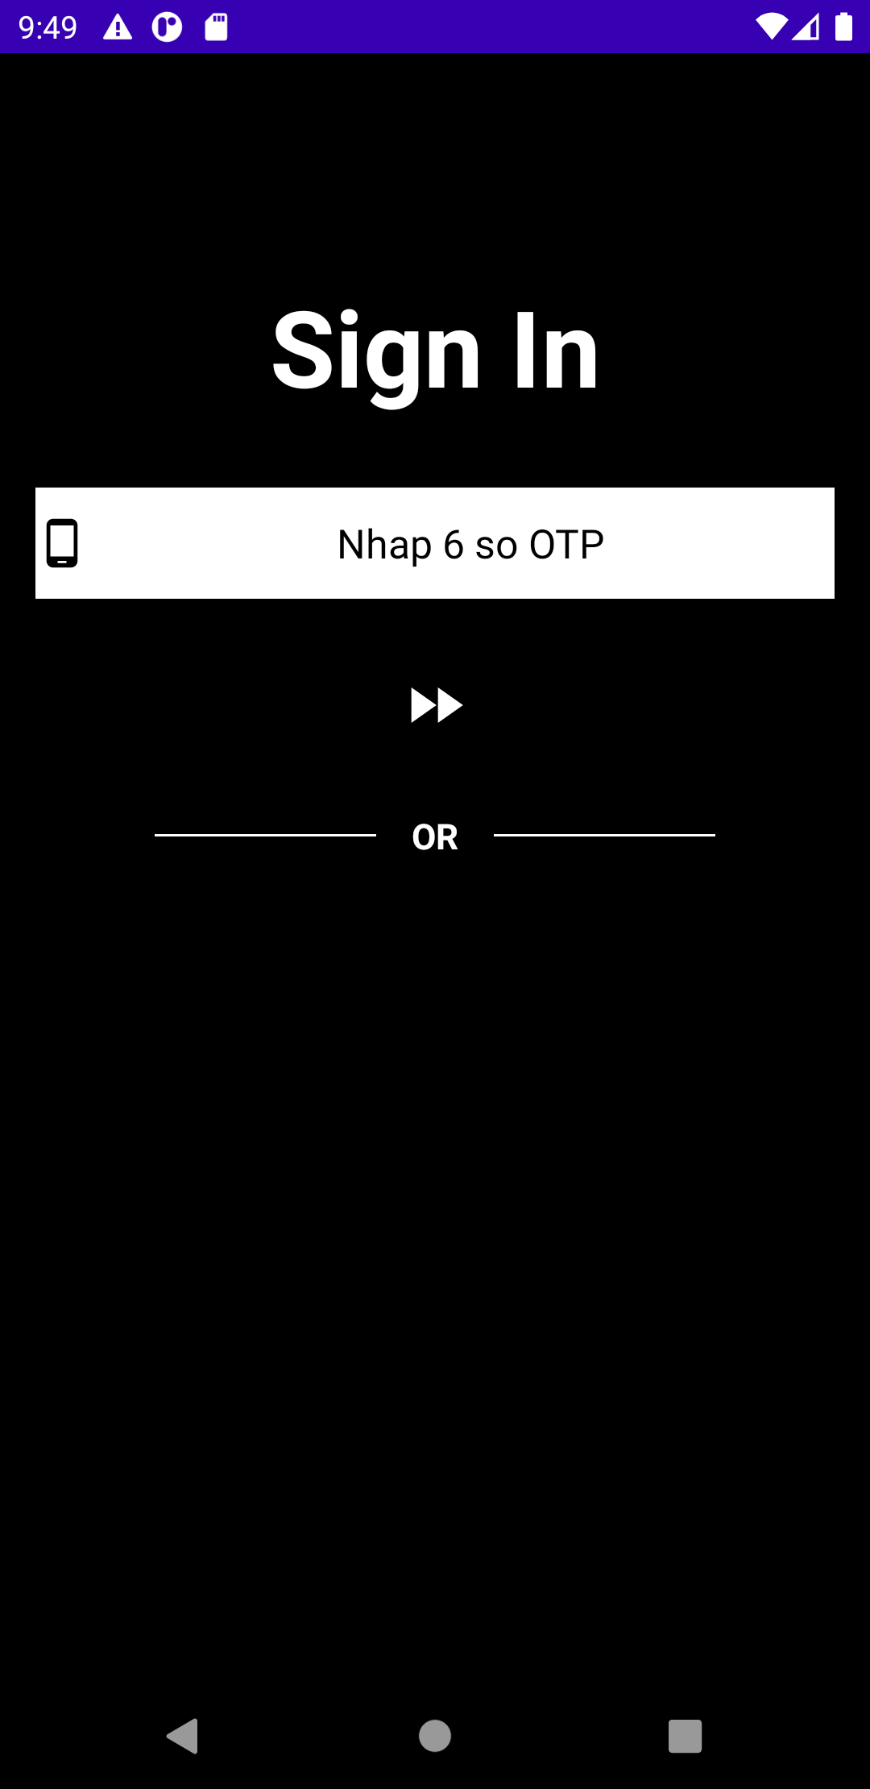 9:49
Sign In
Nhap 6 so OTP
OR